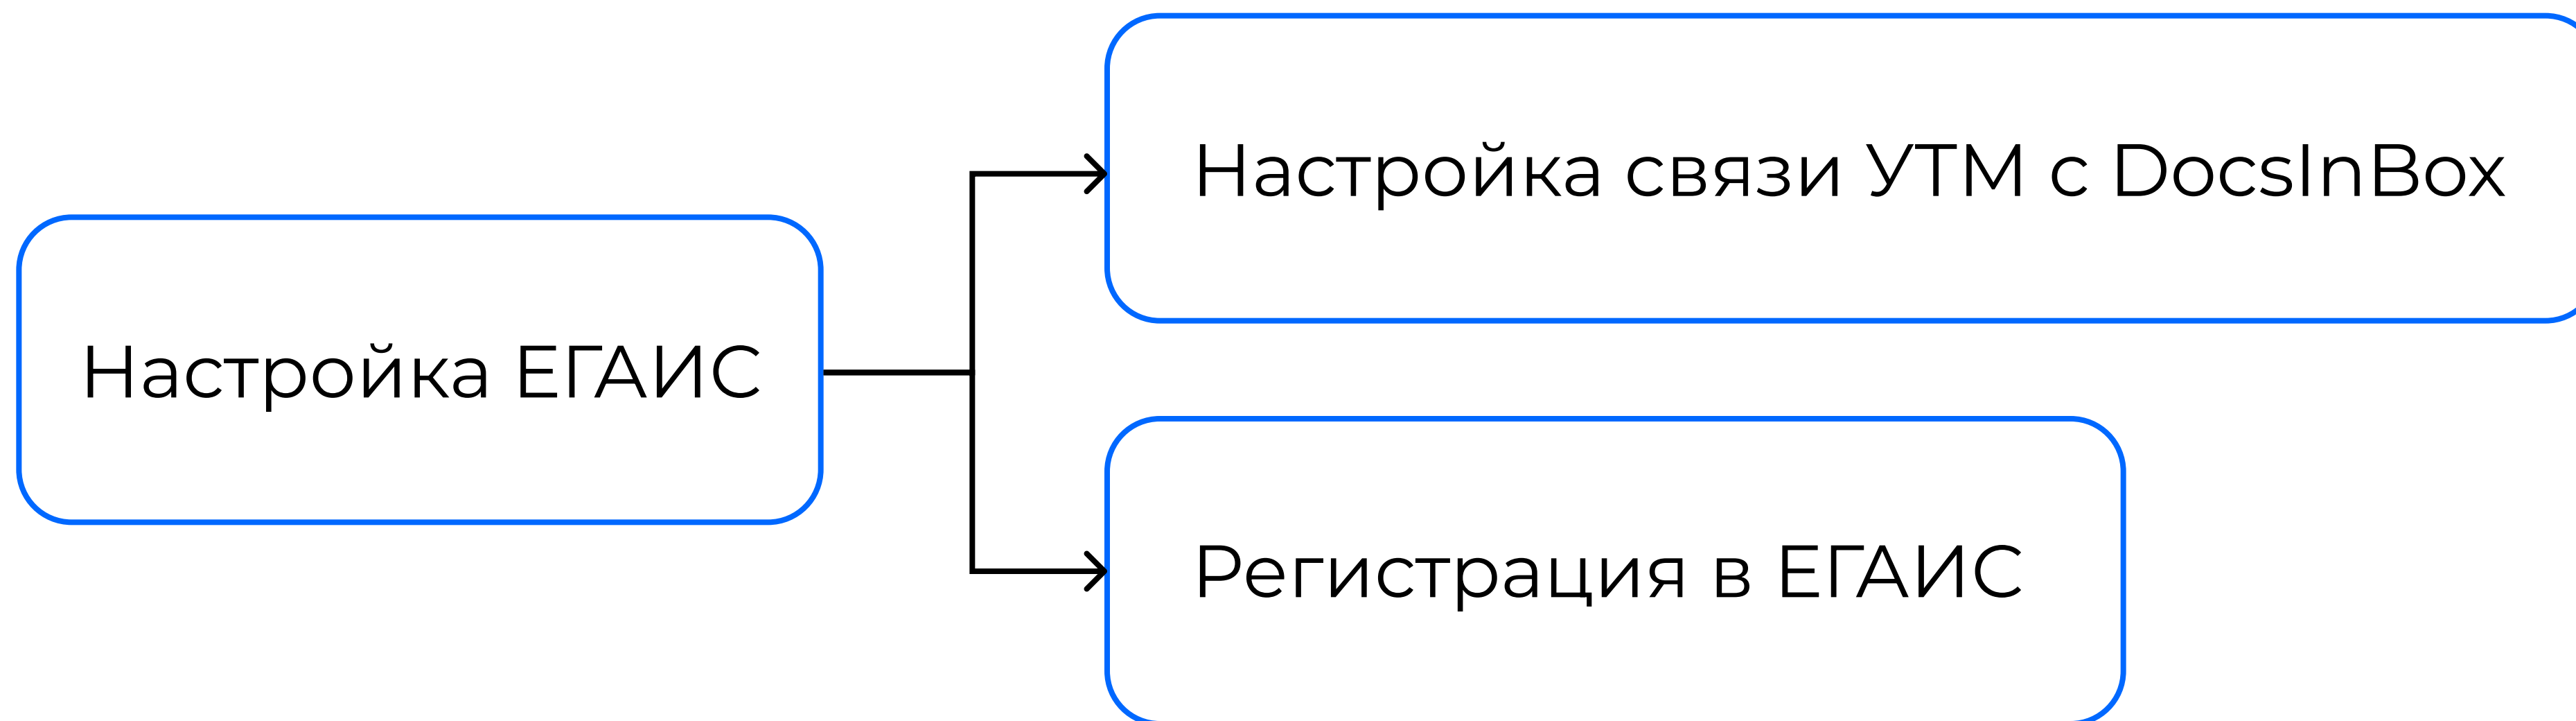 Настройка ЕГАИС
Настройка связи УТМ с DocsInBox
Регистрация в ЕГАИС